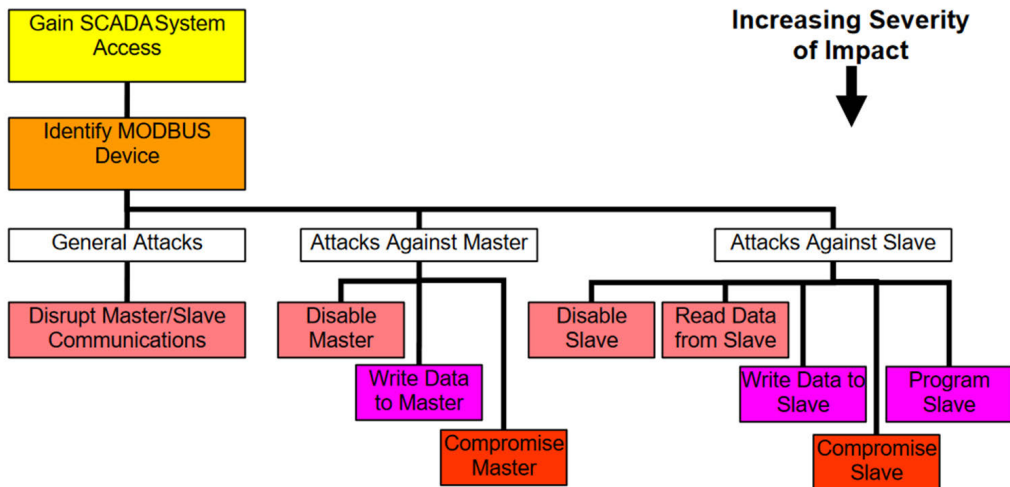 Gain SCADA System
Access
Increasing Severity
of Impact
Identify MODBUS
Device
General Attacks
Attacks Against Master
Attacks Against Slave
Disrupt Master/Slave
Communications
Disable
Master
Disable
Slave
Read Data
from Slave
Write Data
to Master
Write Data to
Slave
Program
Slave
Compromise
Master
Compromise
Slave